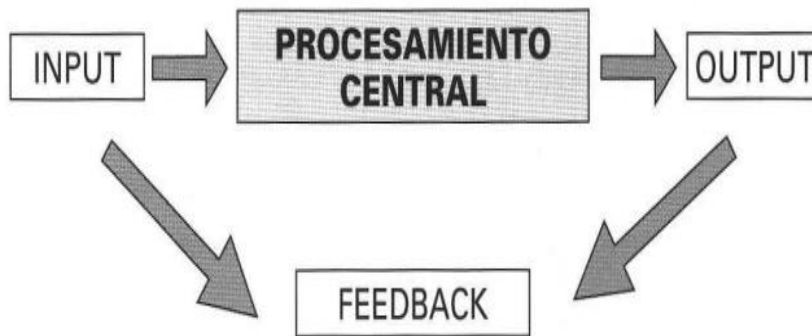 INPUT
PROCESAMIENTO
CENTRAL
OUTPUT
FEEDBACK